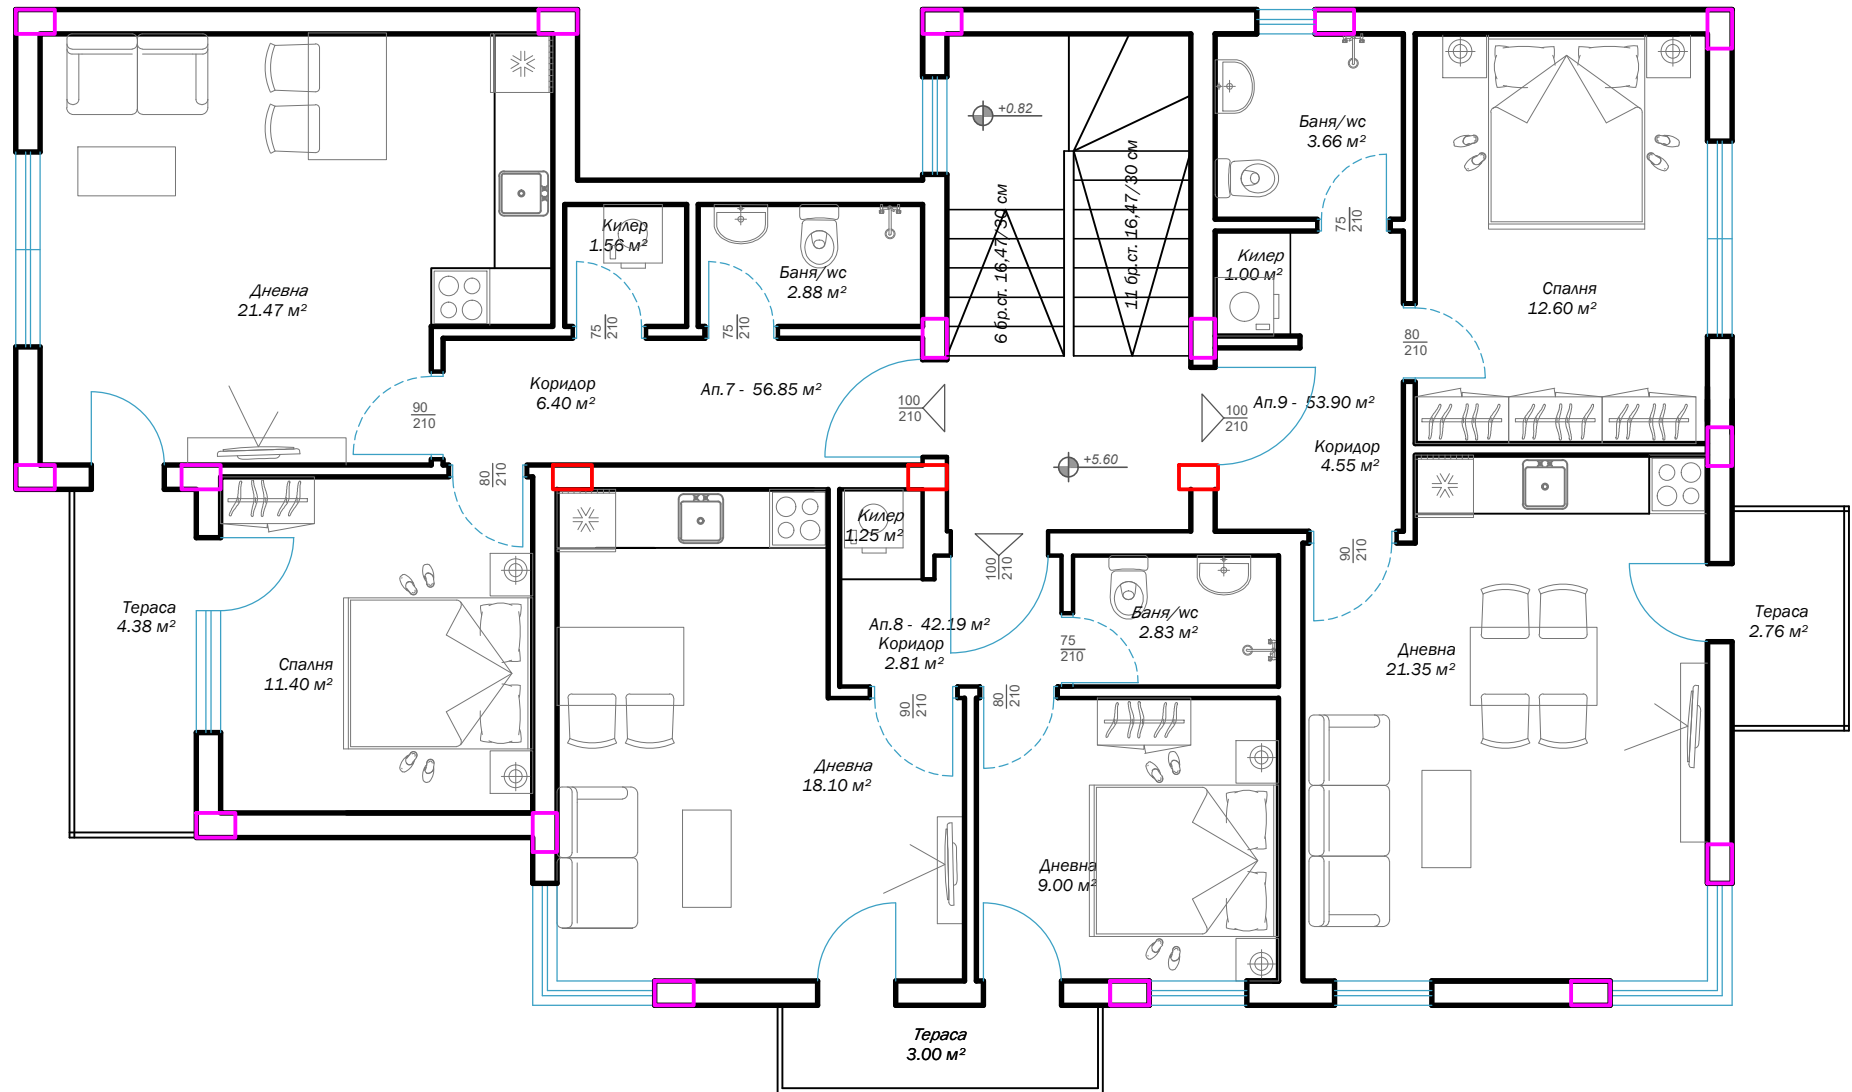 +0.82
Баня/wc
3.66 м²
6 бр.ст. 16,47/30 см
11 бр.ст. 16,47/30 см
75
210
Килер
1.56 м²
Баня/wc
2.88 м²
Килер
1.00 м²
Дневна
21.47 м²
Спалня
12.60 м²
75
210
75
210
80
210
Коридор
6.40 м²
Ап.7 - 56.85 м²
90
210
100
210
100
210
Ап.9 - 53.90 м²
Коридор
4.55 м²
+5.60
80
210
Килер
1.25 м²
100
210
90
210
Тераса
4.38 м²
Ап.8 - 42.19 м²
Коридор
2.81 м²
Баня/wc
2.83 м²
75
210
Тераса
2.76 м²
Спалня
11.40 м²
Дневна
21.35 м²
90
210
80
210
Дневна
18.10 м²
Дневна
9.00 м²
Тераса
3.00 м²